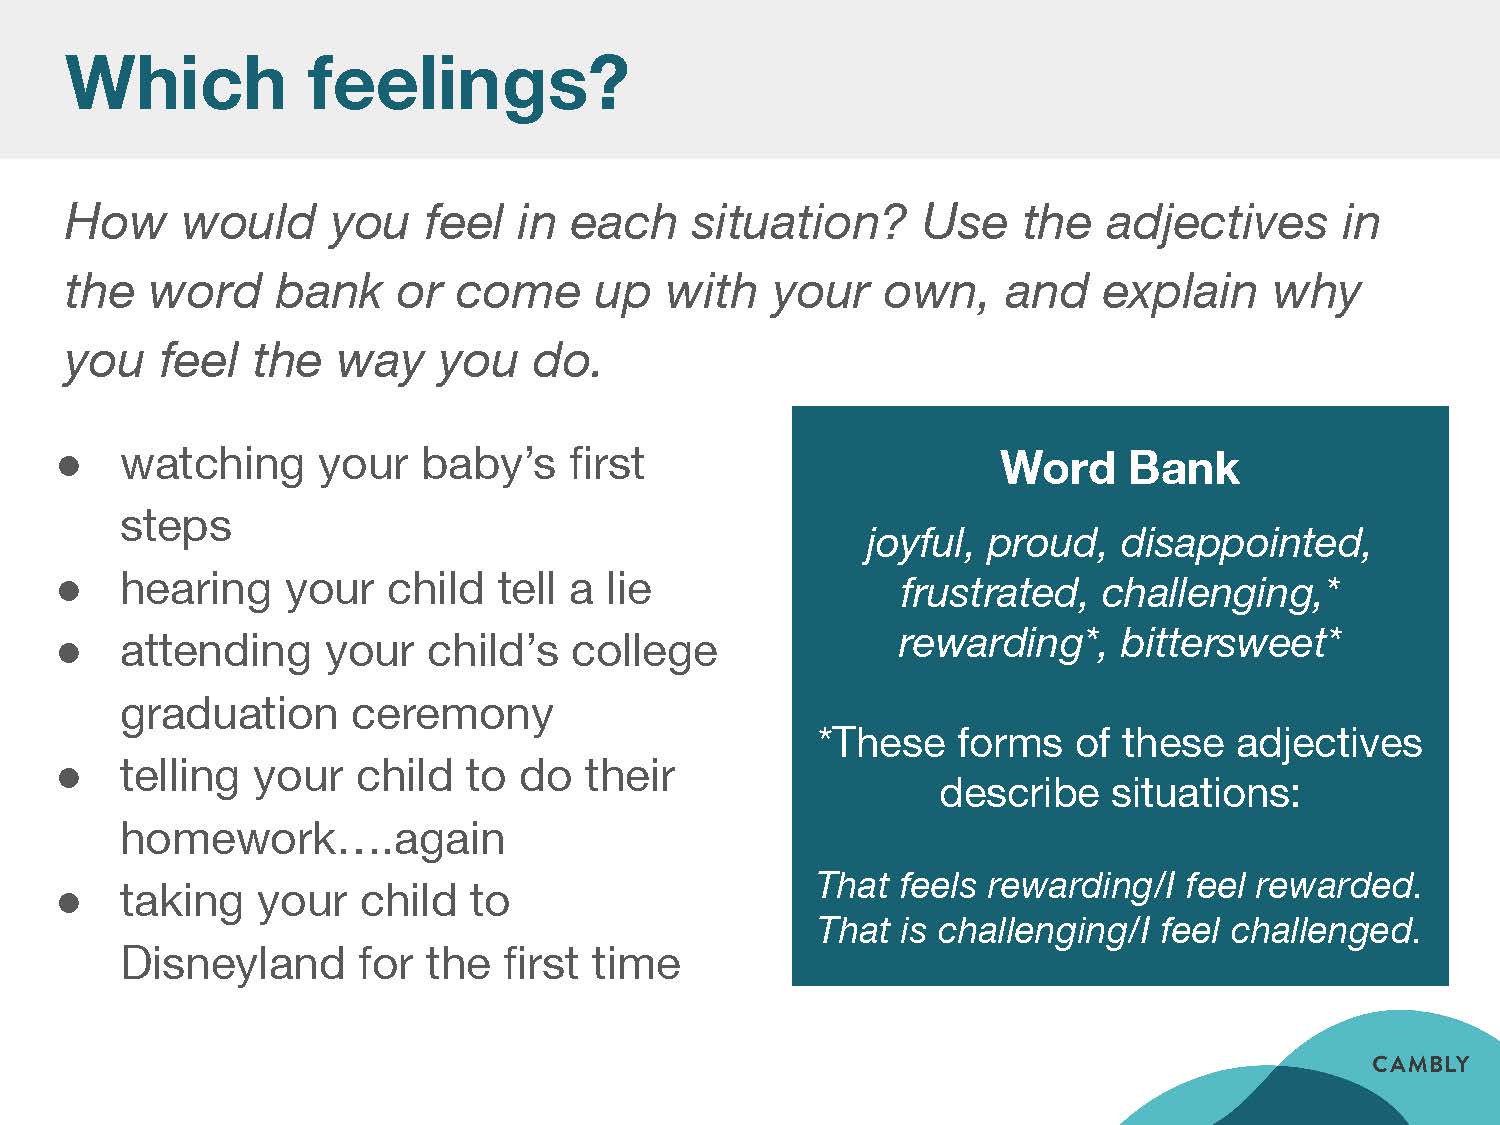 Which feelings?
How would you feel in each situation? Use the adjectives in
the word bank or come up with your own, and explain why
you feel the way you do.
● watching your baby’s first
steps
● hearing your child tell a lie
● attending your child’s college
graduation ceremony
● telling your child to do their
homework….again
● taking your child to
Disneyland for the first time
Word Bank
joyful, proud, disappointed,
frustrated, challenging,*
rewarding*, bittersweet*
*These forms of these adjectives
describe situations:
That feels rewarding/I feel rewarded.
That is challenging/I feel challenged.
CAMBLY